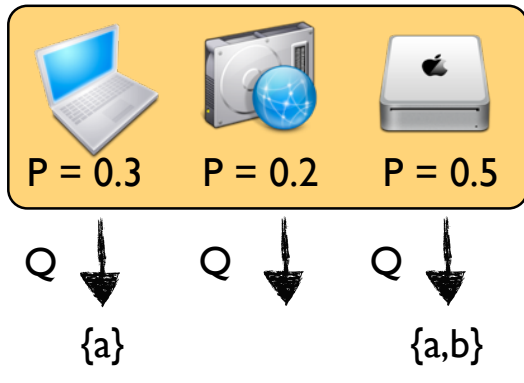 P = 0.3 P = 0.2 P = 0.5
Q Q Q
{a} {a,b}